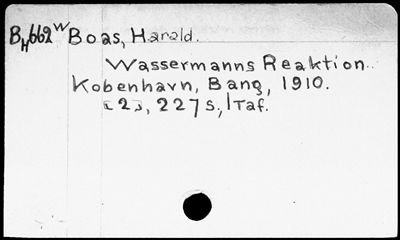 BH662W Boas, Harald.
Wassermanns Reaktion..
Kobenhavn, Bang, 1910.
[2], 227 s., 1 Taf.